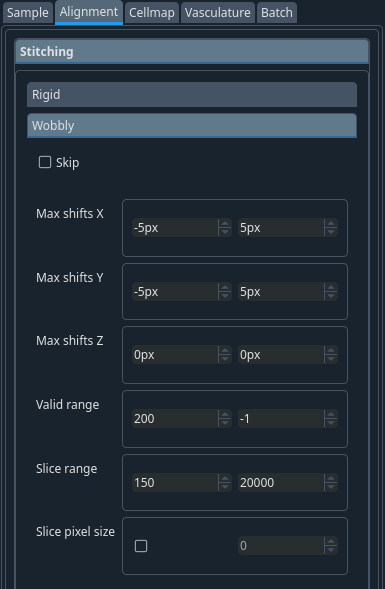 Sample Alignment Cellmap Vasculature Batch
Stitching
Rigid
Wobbly
Skip
Max shifts X -5px 5px
Max shifts Y -5px 5px
Max shifts Z 0px 0px
Valid range 200 -1
Slice range 150 20000
Slice pixel size 0